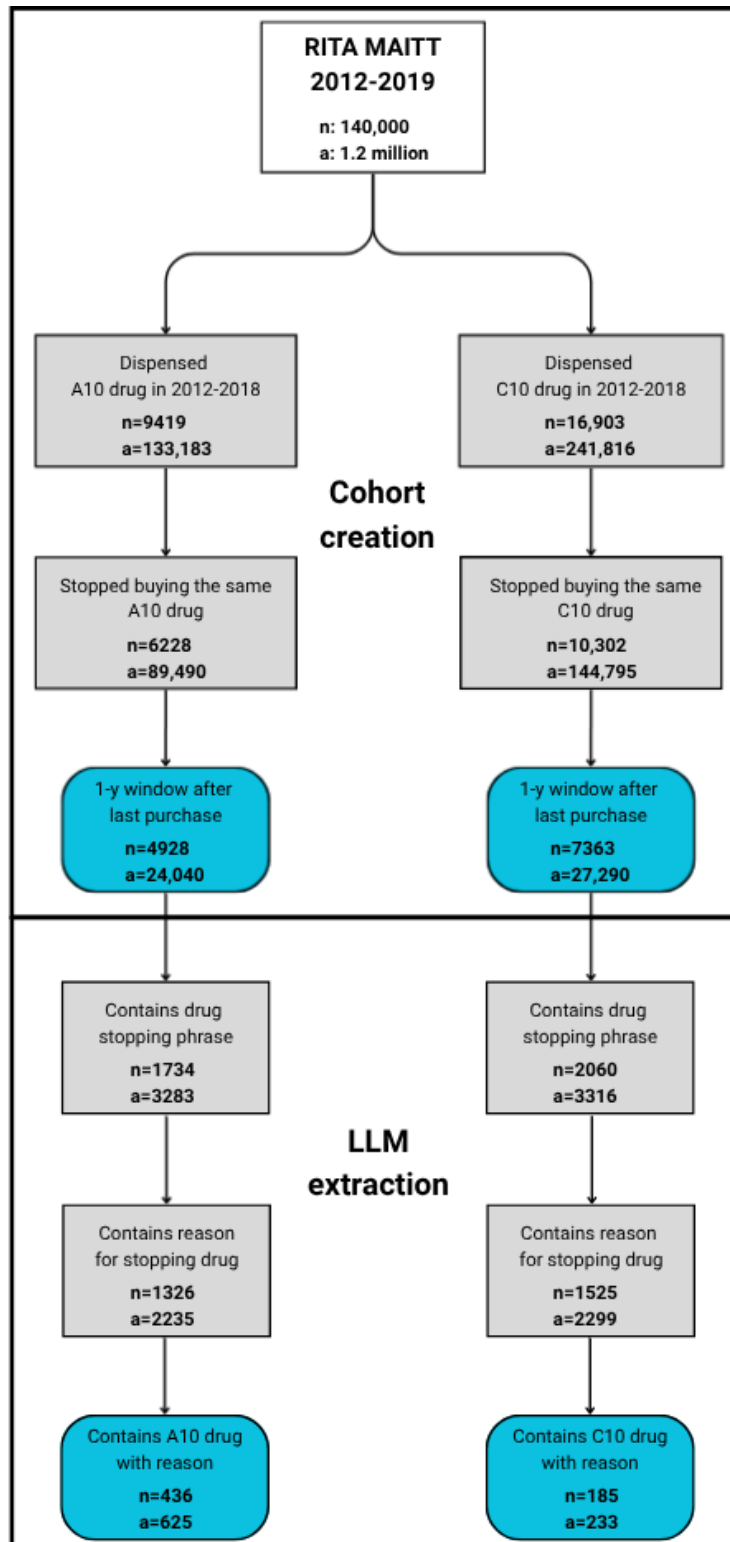 RITA MAITT
2012-2019
n: 140,000
a: 1.2 million
Dispensed
A10 drug in 2012-2018
n=9419
a=133,183
Dispensed
C10 drug in 2012-2018
n=16,903
a=241,816
Cohort
creation
Stopped buying the same
A10 drug
n=6228
a=89,490
Stopped buying the same
C10 drug
n=10,302
a=144,795
1-y window after
last purchase
n=4928
a=24,040
1-y window after
last purchase
n=7363
a=27,290
Contains drug
stopping phrase
n=1734
a=3283
Contains drug
stopping phrase
n=2060
a=3316
LLM
extraction
Contains reason
for stopping drug
n=1326
a=2235
Contains reason
for stopping drug
n=1525
a=2299
Contains A10 drug
with reason
n=436
a=625
Contains C10 drug
with reason
n=185
a=233